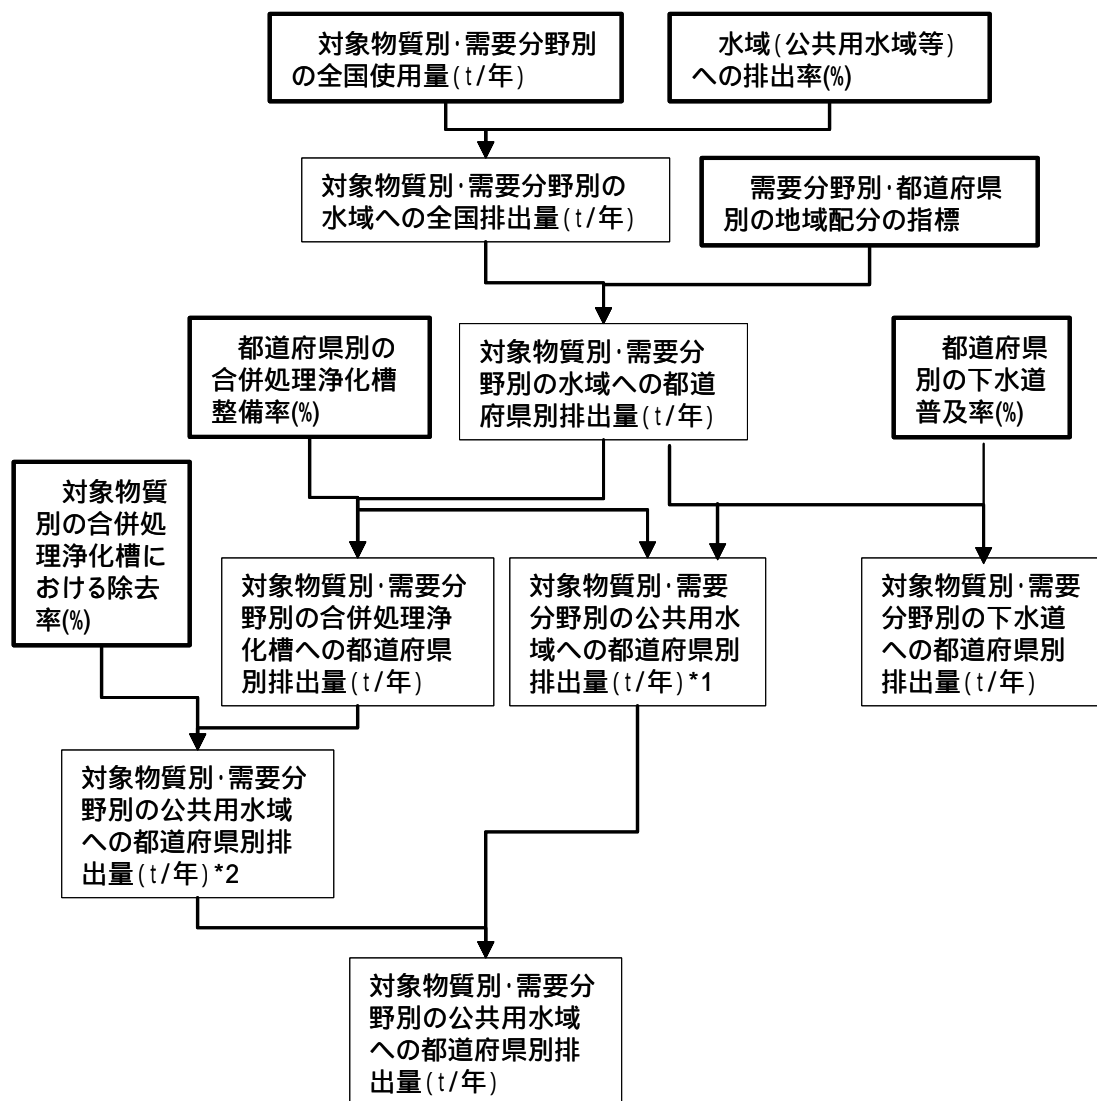 対象物質別・需要分野別
の全国使用量(t/年)
水域(公共用水域等)
への排出率(%)
対象物質別・需要分野別の
水域への全国排出量(t/年)
需要分野別・都道府県
別の地域配分の指標
都道府県別の
合併処理浄化槽
整備率(%)
対象物質別・需要分
野別の水域への都道
府県別排出量(t/年)
都道府県
別の下水道
普及率(%)
対象物質
別の合併処
理浄化槽に
おける除去
率(%)
対象物質別・需要分
野別の合併処理浄
化槽への都道府県
別排出量(t/年)
対象物質別・需要
分野別の公共用水
域への都道府県別
排出量(t/年)*1
対象物質別・需要
分野別の下水道
への都道府県別
排出量(t/年)
対象物質別・需要分
野別の公共用水域
への都道府県別排
出量(t/年)*2
対象物質別・需要分
野別の公共用水域
への都道府県別排
出量(t/年)